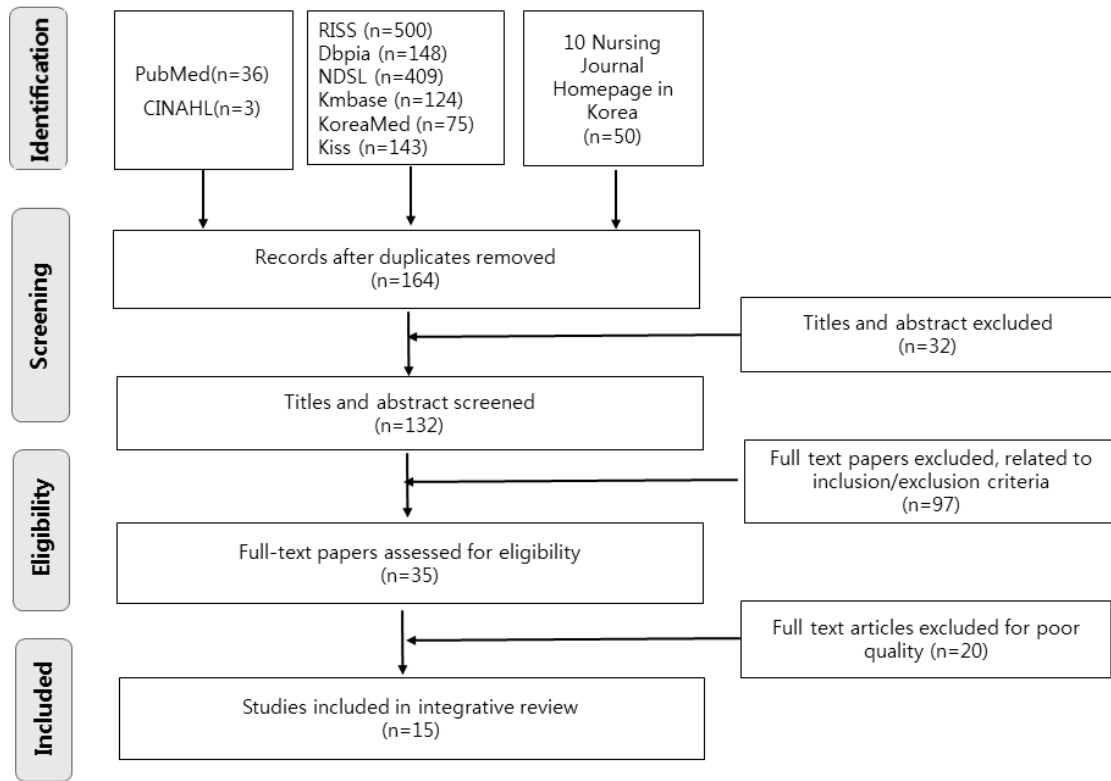 Identification
PubMed(n=36)
CINAHL(n=3)
RISS (n=500)
Dbpia (n=148)
NDSL (n=409)
Kmbase (n=124)
KoreaMed (n=75)
Kiss (n=143)
10 Nursing
Journal
Homepage in
Korea
(n=50)
Screening
Records after duplicates removed
(n=164)
Titles and abstract excluded
(n=32)
Titles and abstract screened
(n=132)
Eligibility
Full text papers excluded, related to
inclusion/exclusion criteria
(n=97)
Full-text papers assessed for eligibility
(n=35)
Included
Full text articles excluded for poor
quality (n=20)
Studies included in integrative review
(n=15)